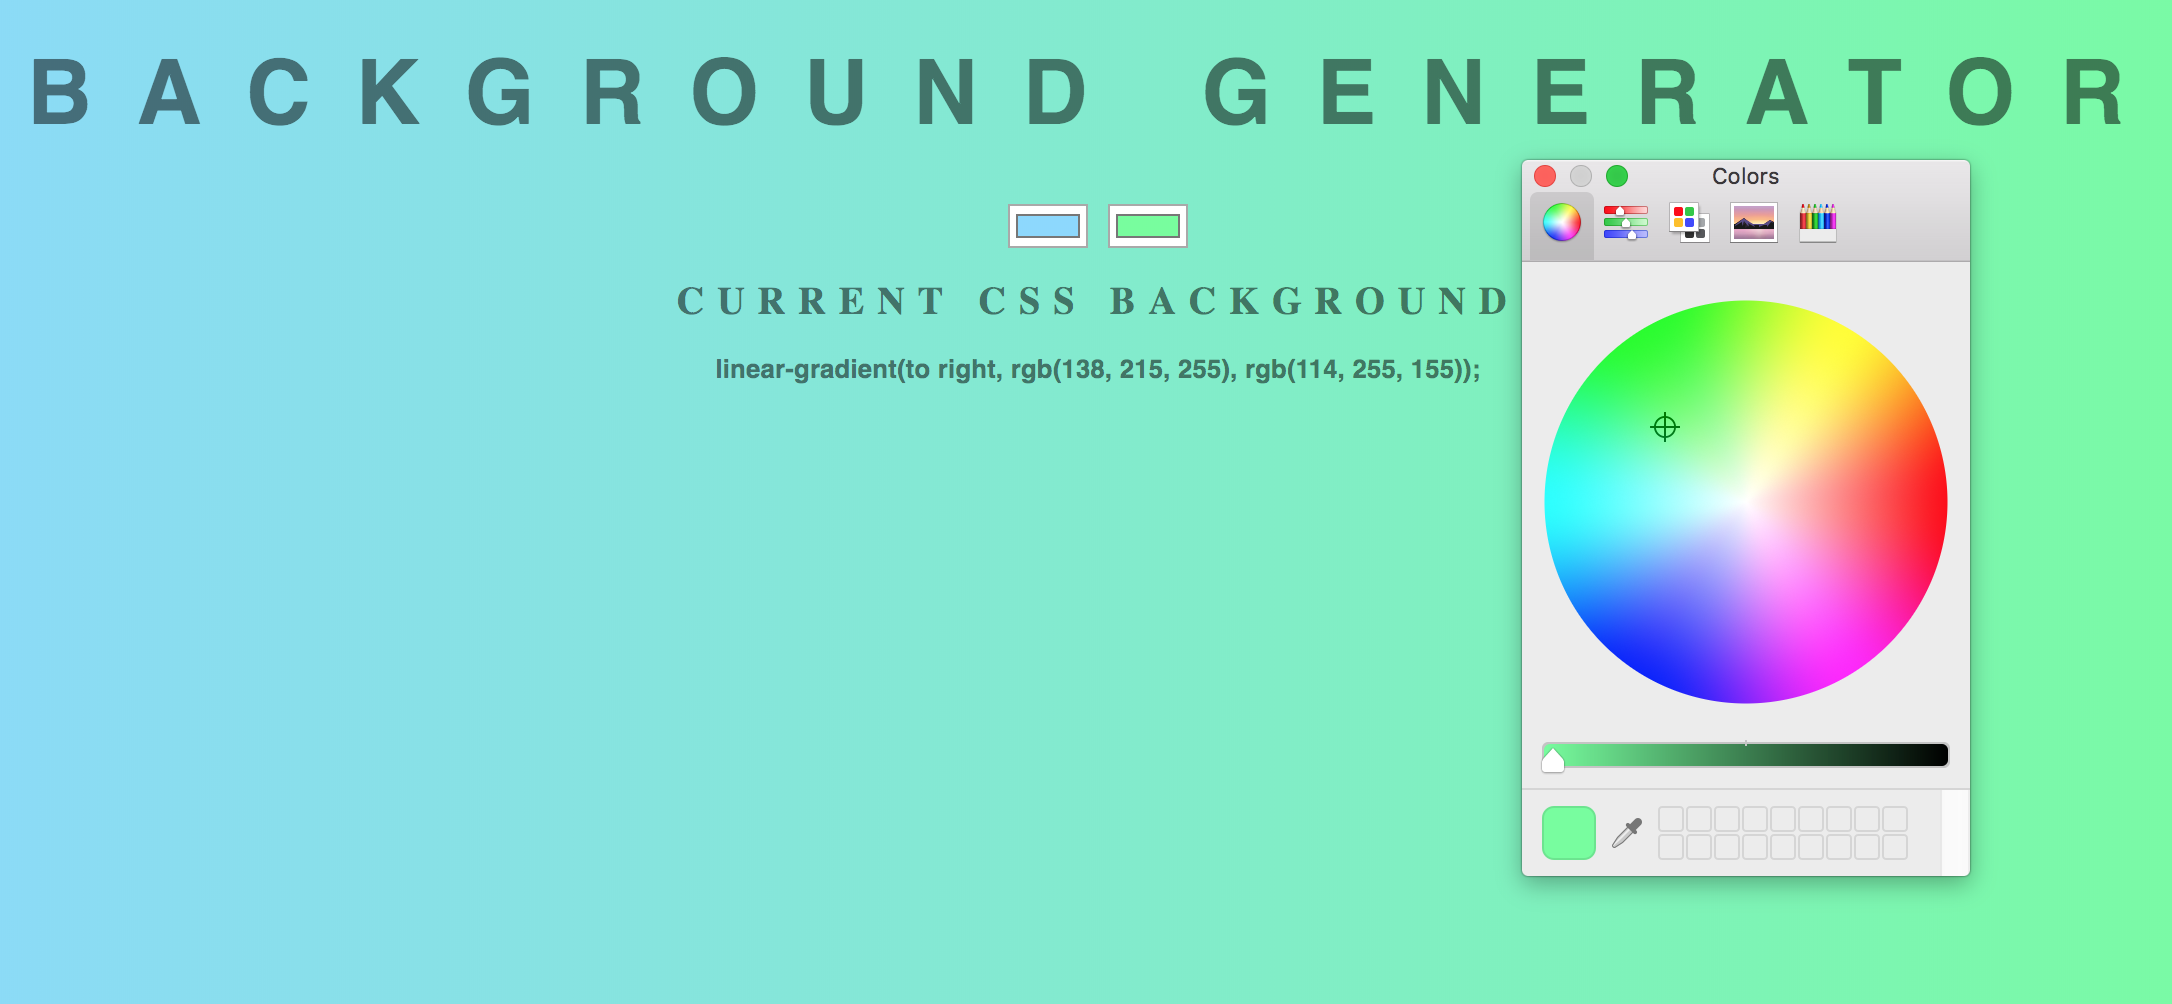 BACKGROUND GENERATOR
Colors
CURRENT CSS BACKGROUND
linear-gradient(to right, rgb(138, 215, 255), rgb(114, 255, 155));